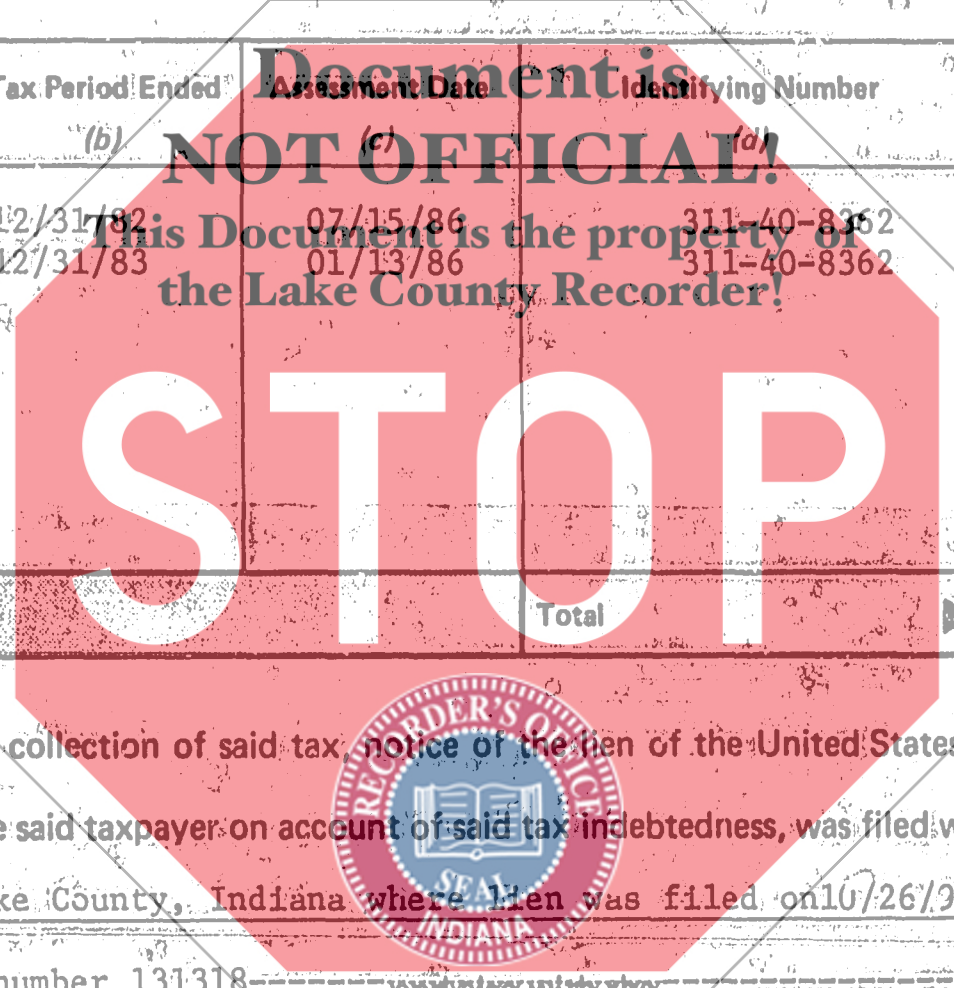 Document is
NOT OFFICIAL!
This Document is the property of
the Lake County Recorder!
STOP
Tax Period Ended Assessment Date Identifying Number
(b) (c) (d)
12/31/82 07/15/86 311-40-8362
12/31/83 01/13/86 311-40-8362
Total
collection of said tax, notice of the lien of the United States
said taxpayer on account of said tax indebtedness, was filed
County, Indiana where lien was filed on10/26/9
number 131318
RECORDER'S OFFICE
SEAL
INDIANA